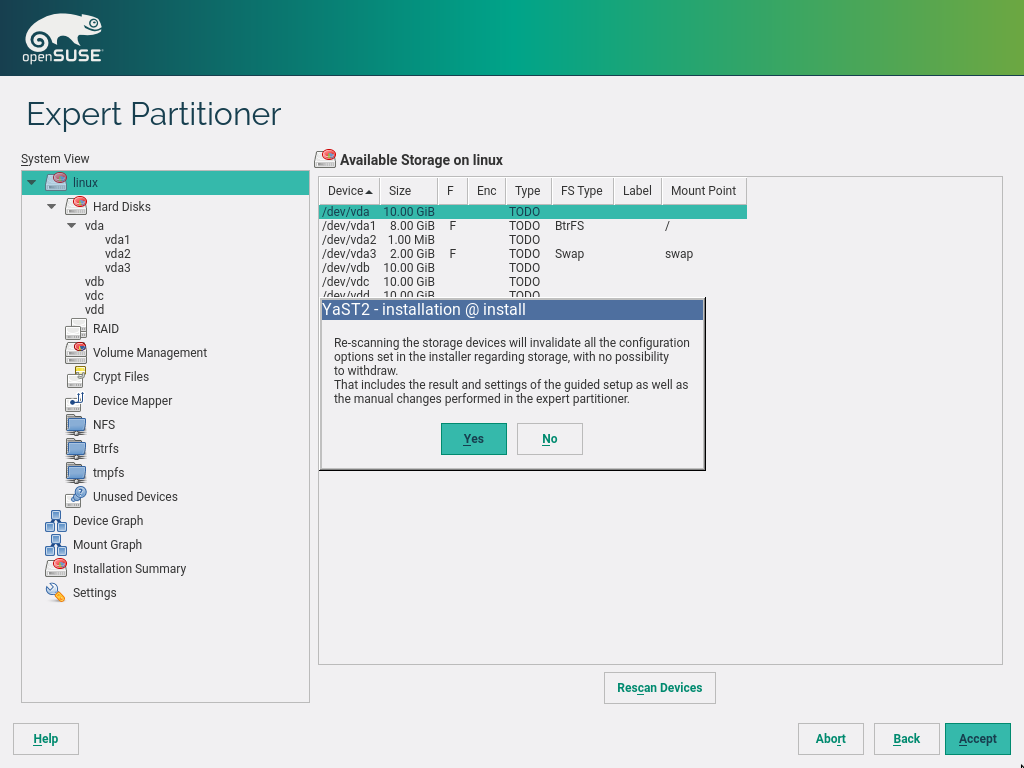 openSUSE
Expert Partitioner
System View
linux
Hard Disks
vda
vda1
vda2
vda3
vdb
vdc
vdd
RAID
Volume Management
Crypt Files
Device Mapper
NFS
Btrfs
tmpfs
Unused Devices
Device Graph
Mount Graph
Installation Summary
Settings
Available Storage on linux
Device Size F Enc Type FS Type Label Mount Point
/dev/vda 10.00 GiB TODO
/dev/vda1 8.00 GiB F TODO BtrFS /
/dev/vda2 1.00 MiB TODO
/dev/vda3 2.00 GiB F TODO Swap swap
/dev/vdb 10.00 GiB TODO
/dev/vdc 10.00 GiB TODO
/dev/vdd 10.00 GiB TODO
YaST2 - installation @ install
Re-scanning the storage devices will invalidate all the configuration
options set in the installer regarding storage, with no possibility
to withdraw.
That includes the result and settings of the guided setup as well as
the manual changes performed in the expert partitioner.
Yes No
Rescan Devices
Help Abort Back Accept